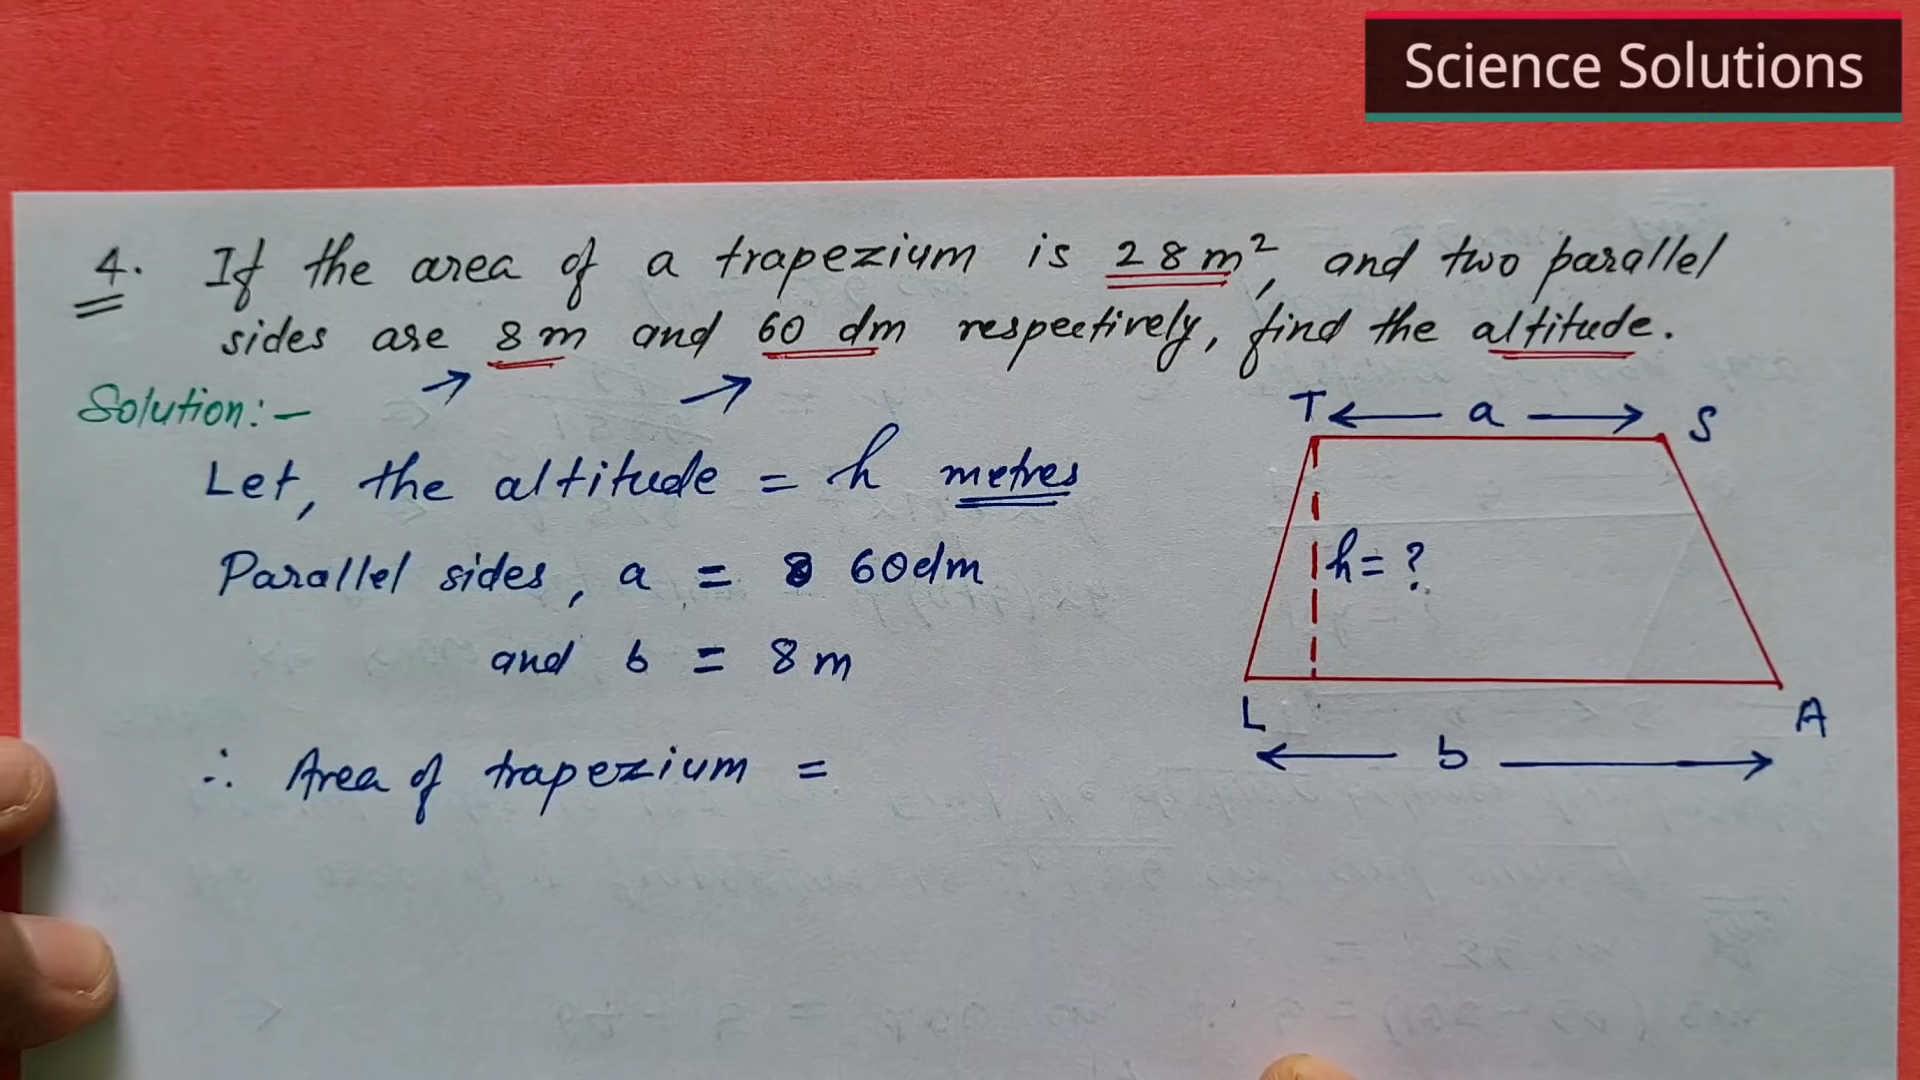 Science Solutions
4. If the area of a trapezium is 28 m², and two parallel
sides are 8 m and 60 dm respectively, find the altitude.
Solution:-
Let, the altitude = h metres
Parallel sides, a = 60dm
and b = 8 m
∴ Area of trapezium =
T a S
h = ?
L A
b